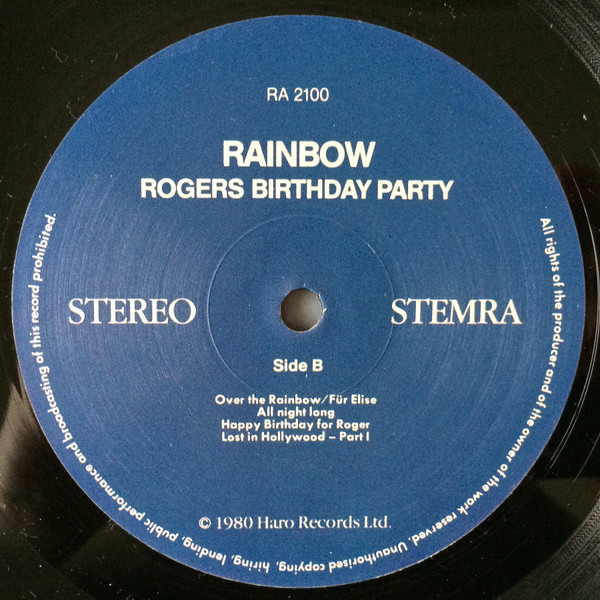 RA 2100
RAINBOW
ROGERS BIRTHDAY PARTY
STEREO
STEMRA
Side B
Over the Rainbow/Für Elise
All night long
Happy Birthday for Roger
Lost in Hollywood – Part I
© 1980 Haro Records Ltd.
All rights of the producer and of the owner of the work reserved. Unauthorised copying, hiring, lending, public performance and broadcasting of this record prohibited.